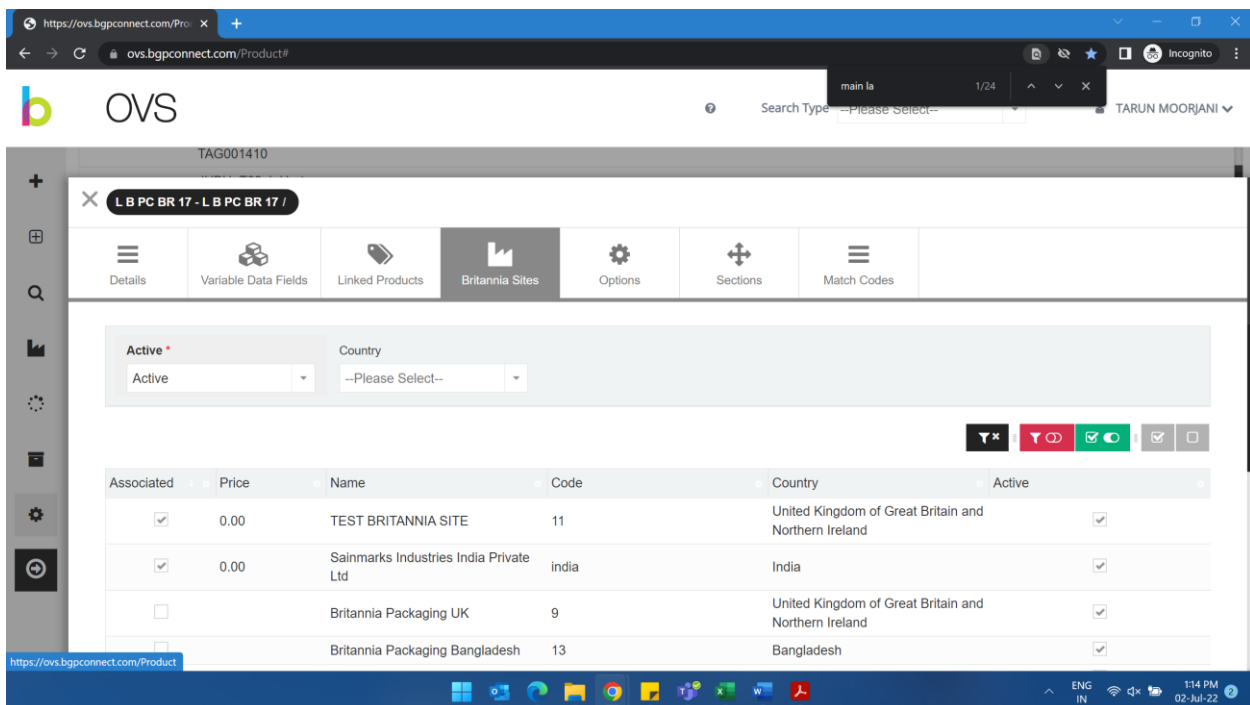 https://ovs.bgpconnect.com/Pro
ovs.bgpconnect.com/Product#
Incognito
main la 1/24
b OVS
Search Type --Please Select--
TARUN MOORJANI
TAG001410
L B PC BR 17 - L B PC BR 17 /
Details Variable Data Fields Linked Products Britannia Sites Options Sections Match Codes
Active * Country
Active --Please Select--
Associated Price Name Code Country Active
0.00 TEST BRITANNIA SITE 11 United Kingdom of Great Britain and
Northern Ireland
0.00 Sainmarks Industries India Private
Ltd india India
Britannia Packaging UK 9 United Kingdom of Great Britain and
Northern Ireland
Britannia Packaging Bangladesh 13 Bangladesh
https://ovs.bgpconnect.com/Product
ENG
IN
1:14 PM
02-Jul-22
2